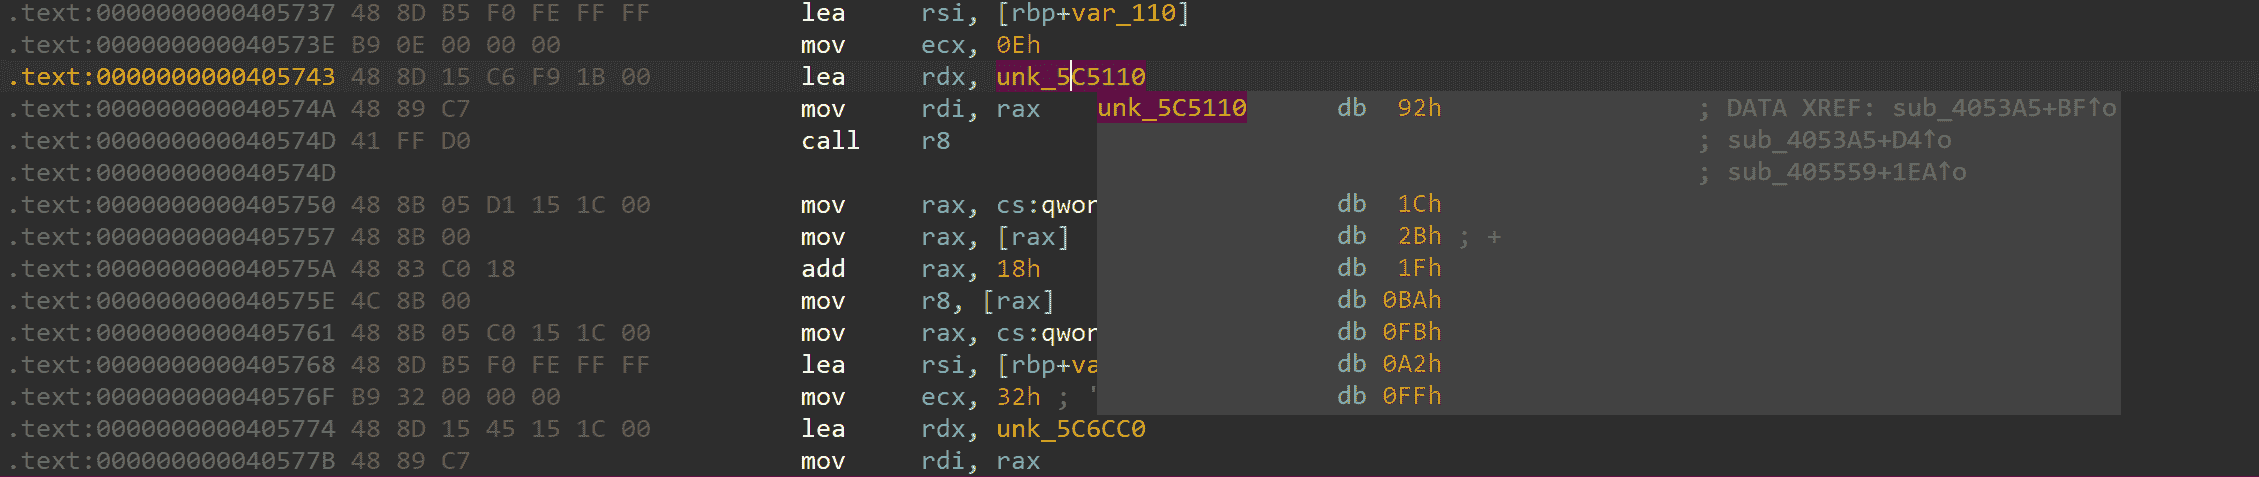 .text:0000000000405737 48 8D B5 F0 FE FF FF lea rsi, [rbp+var_110]
.text:000000000040573E B9 0E 00 00 00 mov ecx, 0Eh
.text:0000000000405743 48 8D 15 C6 F9 1B 00 lea rdx, unk_5C5110
.text:000000000040574A 48 89 C7 mov rdi, rax unk_5C5110 db 92h ; DATA XREF: sub_4053A5+BF↑o
.text:000000000040574D 41 FF D0 call r8 ; sub_4053A5+D4↑o
.text:000000000040574D ; sub_405559+1EA↑o
.text:0000000000405750 48 8B 05 D1 15 1C 00 mov rax, cs:qwor db 1Ch
.text:0000000000405757 48 8B 00 mov rax, [rax] db 2Bh ; +
.text:000000000040575A 48 83 C0 18 add rax, 18h db 1Fh
.text:000000000040575E 4C 8B 00 mov r8, [rax] db 0BAh
.text:0000000000405761 48 8B 05 C0 15 1C 00 mov rax, cs:qwor db 0FBh
.text:0000000000405768 48 8D B5 F0 FE FF FF lea rsi, [rbp+va db 0A2h
.text:000000000040576F B9 32 00 00 00 mov ecx, 32h ; ' db 0FFh
.text:0000000000405774 48 8D 15 45 15 1C 00 lea rdx, unk_5C6CC0
.text:000000000040577B 48 89 C7 mov rdi, rax